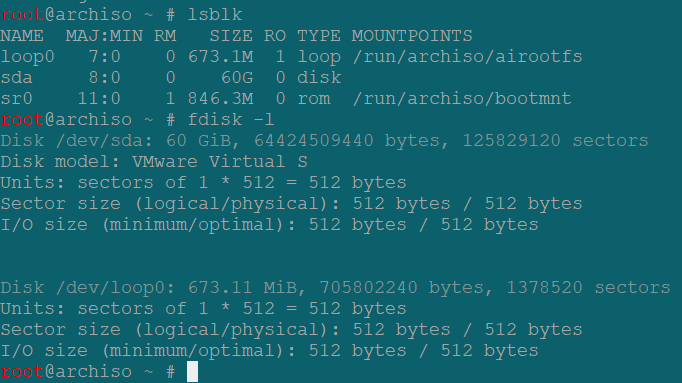 root@archiso ~ # lsblk
NAME  MAJ:MIN RM   SIZE RO TYPE MOUNTPOINTS
loop0   7:0    0 673.1M  1 loop /run/archiso/airootfs
sda     8:0    0    60G  0 disk
sr0    11:0    1 846.3M  0 rom  /run/archiso/bootmnt
root@archiso ~ # fdisk -l
Disk /dev/sda: 60 GiB, 64424509440 bytes, 125829120 sectors
Disk model: VMware Virtual S
Units: sectors of 1 * 512 = 512 bytes
Sector size (logical/physical): 512 bytes / 512 bytes
I/O size (minimum/optimal): 512 bytes / 512 bytes
Disk /dev/loop0: 673.11 MiB, 705802240 bytes, 1378520 sectors
Units: sectors of 1 * 512 = 512 bytes
Sector size (logical/physical): 512 bytes / 512 bytes
I/O size (minimum/optimal): 512 bytes / 512 bytes
root@archiso ~ #